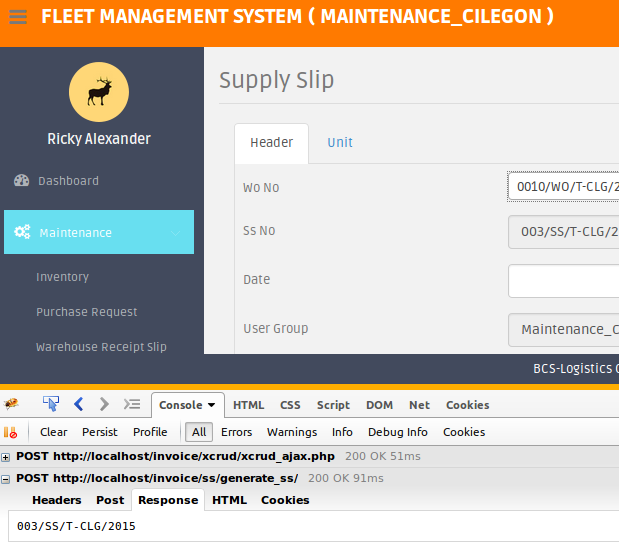 FLEET MANAGEMENT SYSTEM ( MAINTENANCE_CILEGON )
Ricky Alexander
Dashboard
Maintenance
Inventory
Purchase Request
Warehouse Receipt Slip
Supply Slip
Header Unit
Wo No 0010/WO/T-CLG/2
Ss No 003/SS/T-CLG/2
Date
User Group Maintenance_C
BCS-Logistics
Console HTML CSS Script DOM Net Cookies
Clear Persist Profile All Errors Warnings Info Debug Info Cookies
POST http://localhost/invoice/xcrud/xcrud_ajax.php 200 OK 51ms
POST http://localhost/invoice/ss/generate_ss/ 200 OK 91ms
Headers Post Response HTML Cookies
003/SS/T-CLG/2015